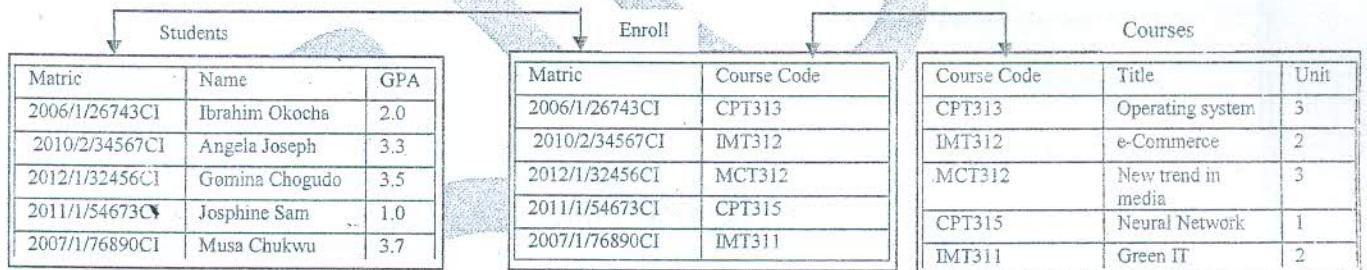 Students
Matric Name GPA
2006/1/26743CI Ibrahim Okocha 2.0
2010/2/34567CI Angela Joseph 3.3
2012/1/32456CI Gomina Chogudo 3.5
2011/1/54673CI Josphine Sam 1.0
2007/1/76890CI Musa Chukwu 3.7
Enroll
Matric Course Code
2006/1/26743CI CPT313
2010/2/34567CI IMT312
2012/1/32456CI MCT312
2011/1/54673CI CPT315
2007/1/76890CI IMT311
Courses
Course Code Title Unit
CPT313 Operating system 3
IMT312 e-Commerce 2
MCT312 New trend in 3
media
CPT315 Neural Network 1
IMT311 Green IT 2